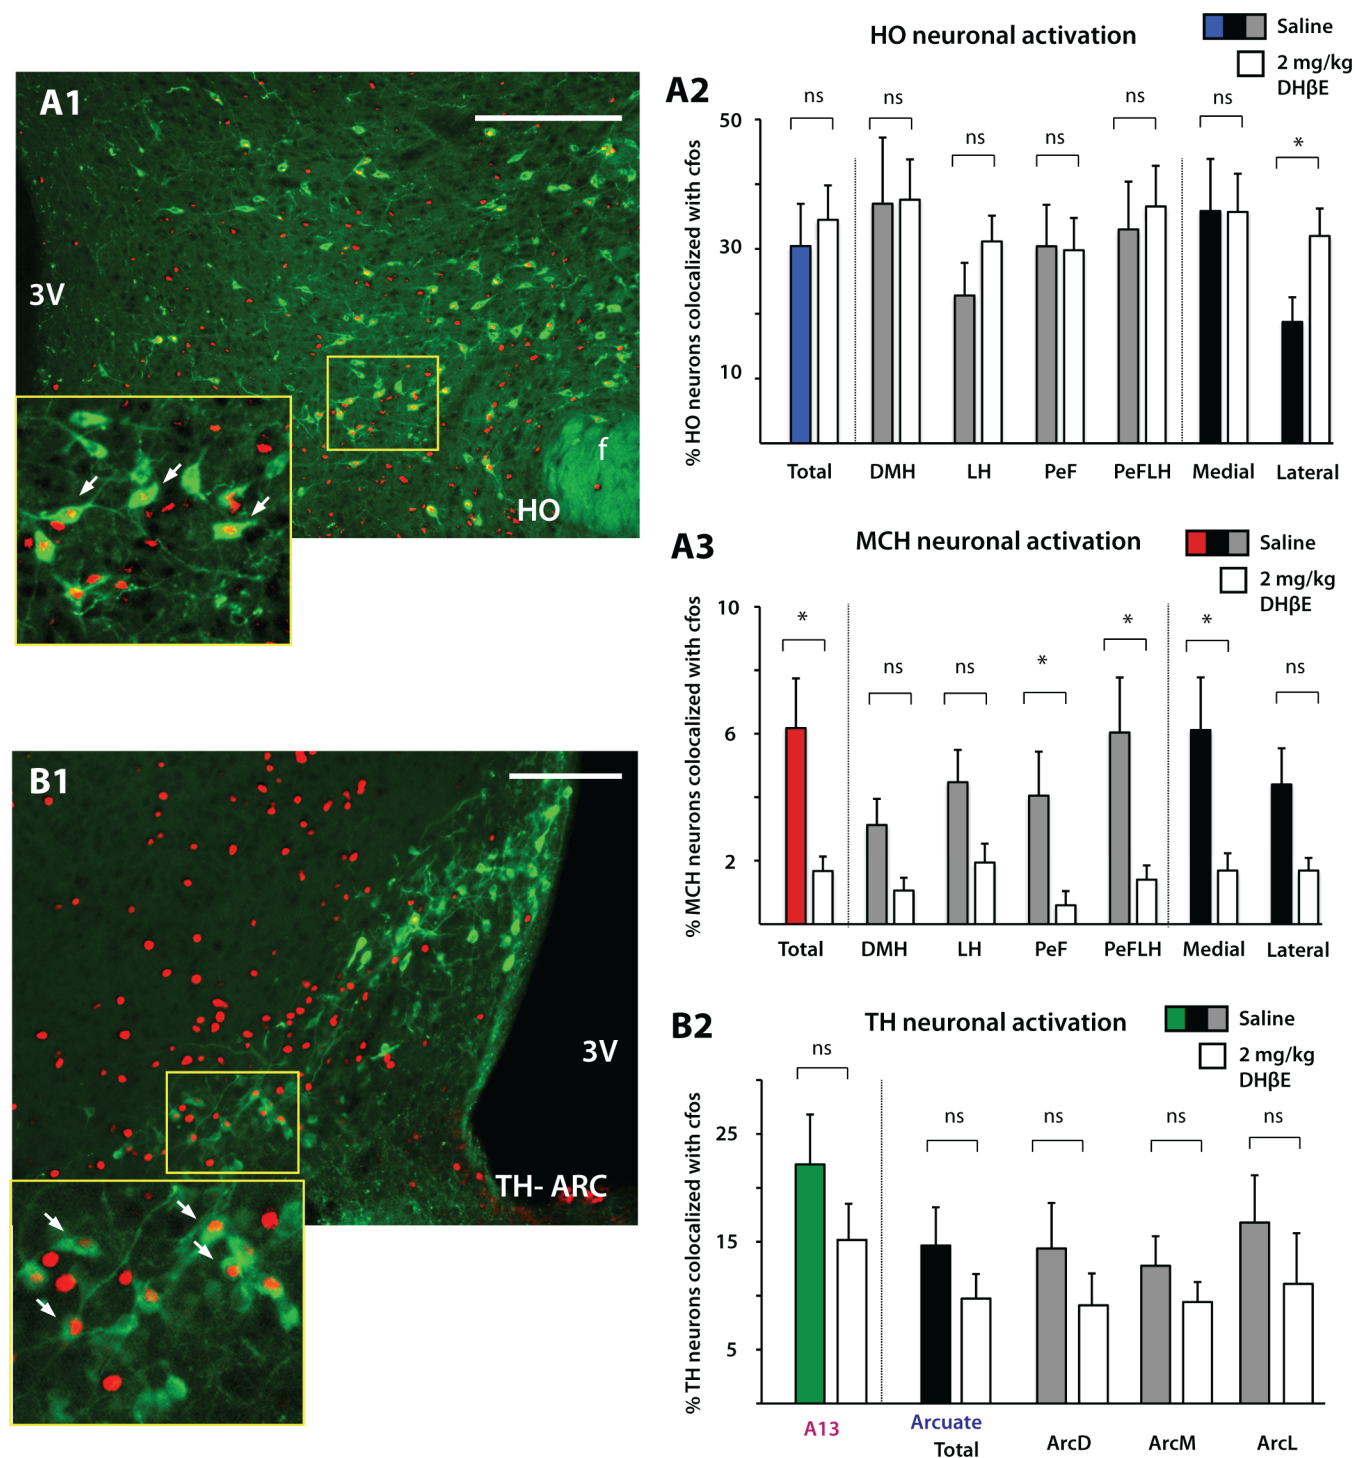 A1
3V
f
HO
HO neuronal activation
Saline
2 mg/kg
DHβE
A2
% HO neurons colocalized with cfos
50
30
10
ns
ns
ns
ns
ns
ns
*
Total
DMH
LH
PeF
PeFLH
Medial
Lateral
A3
MCH neuronal activation
Saline
2 mg/kg
DHβE
% MCH neurons colocalized with cfos
10
6
2
*
ns
ns
*
*
*
ns
Total
DMH
LH
PeF
PeFLH
Medial
Lateral
B1
3V
TH- ARC
B2
TH neuronal activation
Saline
2 mg/kg
DHβE
% TH neurons colocalized with cfos
25
15
5
ns
ns
ns
ns
ns
A13
Arcuate
Total
ArcD
ArcM
ArcL